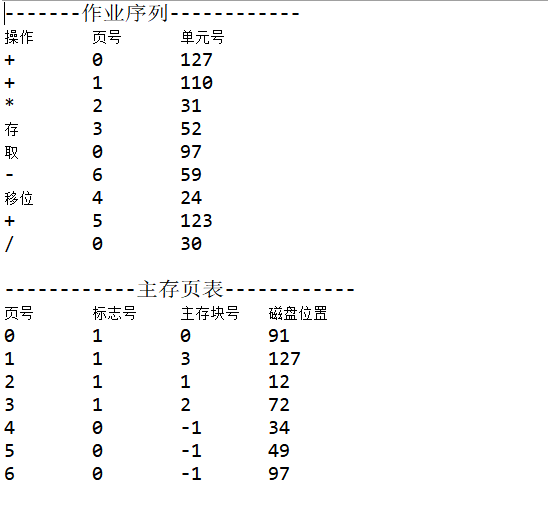 -------作业序列------------
操作 页号 单元号
+ 0 127
+ 1 110
* 2 31
存 3 52
取 0 97
- 6 59
移位 4 24
+ 5 123
/ 0 30
------------主存页表------------
页号 标志号 主存块号 磁盘位置
0 1 0 91
1 1 3 127
2 1 1 12
3 1 2 72
4 0 -1 34
5 0 -1 49
6 0 -1 97